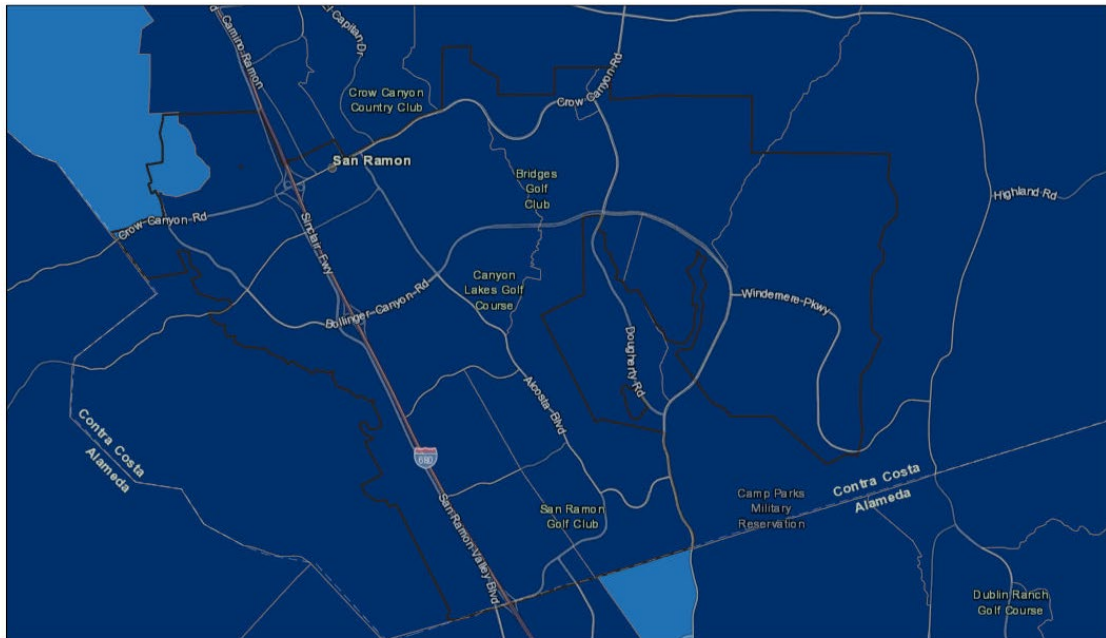 Camino Ramon
Capitan Dr
Crow Canyon
Country Club
Crow Canyon Rd
San Ramon
Bridges
Golf
Club
Highland Rd
Crow Canyon Rd
Sinclair Fwy
Canyon
Lakes Golf
Course
Bollinger Canyon Rd
Windemere Pkwy
Dougherty Rd
Alcosta Blvd
Contra Costa
Alameda
680
San Ramon Valley Blvd
San Ramon
Golf Club
Camp Parks
Military
Reservation
Contra Costa
Alameda
Dublin Ranch
Golf Course